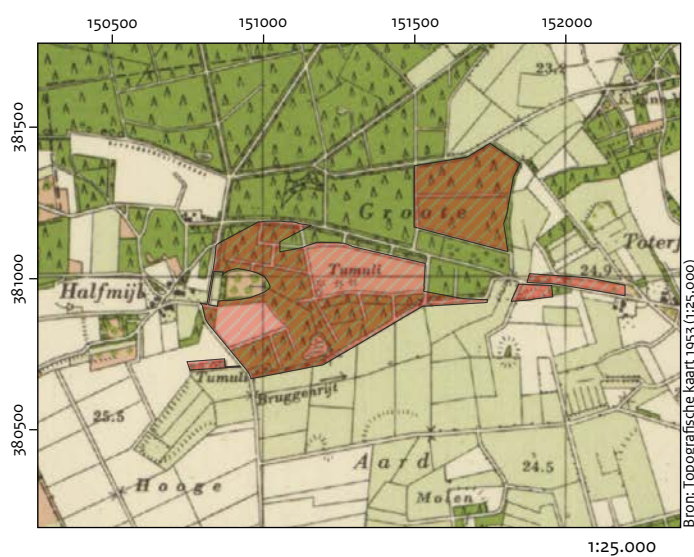 150500 151000 151500 152000
381500
381000
380500
23.2
Groote
Toterf
Tumuli
24.9
Halfmijl
Tumuli
Bruggenrijt
25.5
Aard
24.5
Hooge
Molen
Bron: Topografische kaart 1953 (1:25.000)
1:25.000